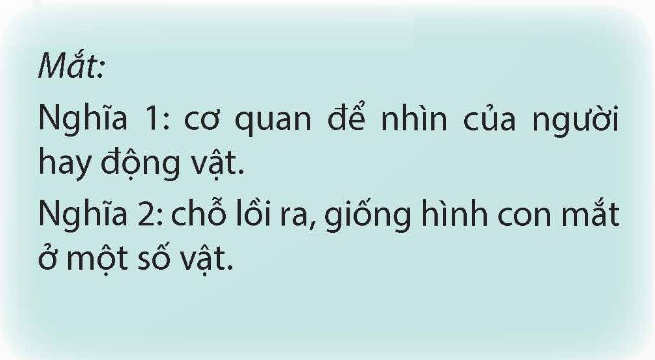 Mắt:
Nghĩa 1: cơ quan để nhìn của người
hay động vật.
Nghĩa 2: chỗ lồi ra, giống hình con mắt
ở một số vật.